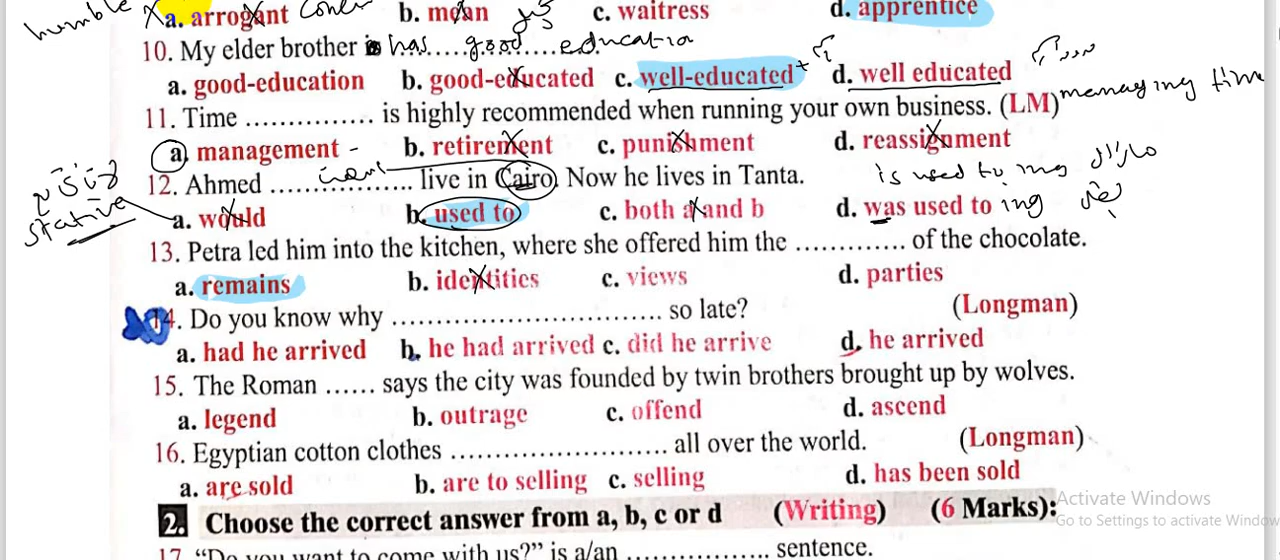 humble a. arrogant b. mean c. waitress d. apprentice
10. My elder brother is has....good....education
a. good-education b. good-educated c. well-educated + d. well educated
11. Time .............. is highly recommended when running your own business. (LM) managing time
a. management - b. retirement c. punishment d. reassignment
12. Ahmed .................. live in Cairo. Now he lives in Tanta. is used to ing مازال
stative a. would b. used to c. both a and b d. was used to ing
13. Petra led him into the kitchen, where she offered him the ............. of the chocolate.
a. remains b. identities c. views d. parties
14. Do you know why ................................ so late? (Longman)
a. had he arrived b. he had arrived c. did he arrive d. he arrived
15. The Roman ...... says the city was founded by twin brothers brought up by wolves.
a. legend b. outrage c. offend d. ascend
16. Egyptian cotton clothes .......................... all over the world. (Longman)
a. are sold b. are to selling c. selling d. has been sold
2. Choose the correct answer from a, b, c or d (Writing) (6 Marks):
Activate Windows
Go to Settings to activate Window
17. "Do you want to come with us?" is a/an ................. sentence.